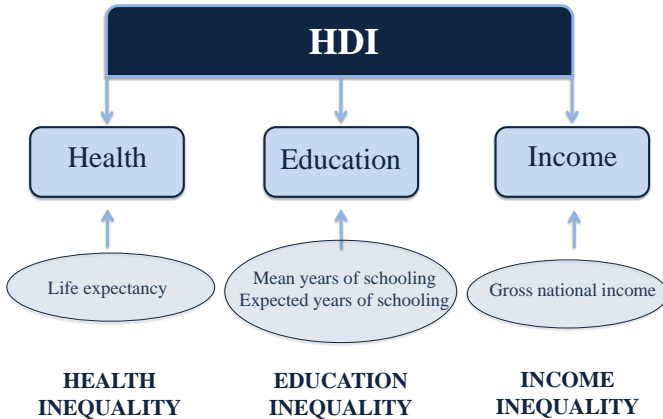 HDI
Health
Education
Income
Life expectancy
Mean years of schooling
Expected years of schooling
Gross national income
HEALTH
INEQUALITY
EDUCATION
INEQUALITY
INCOME
INEQUALITY